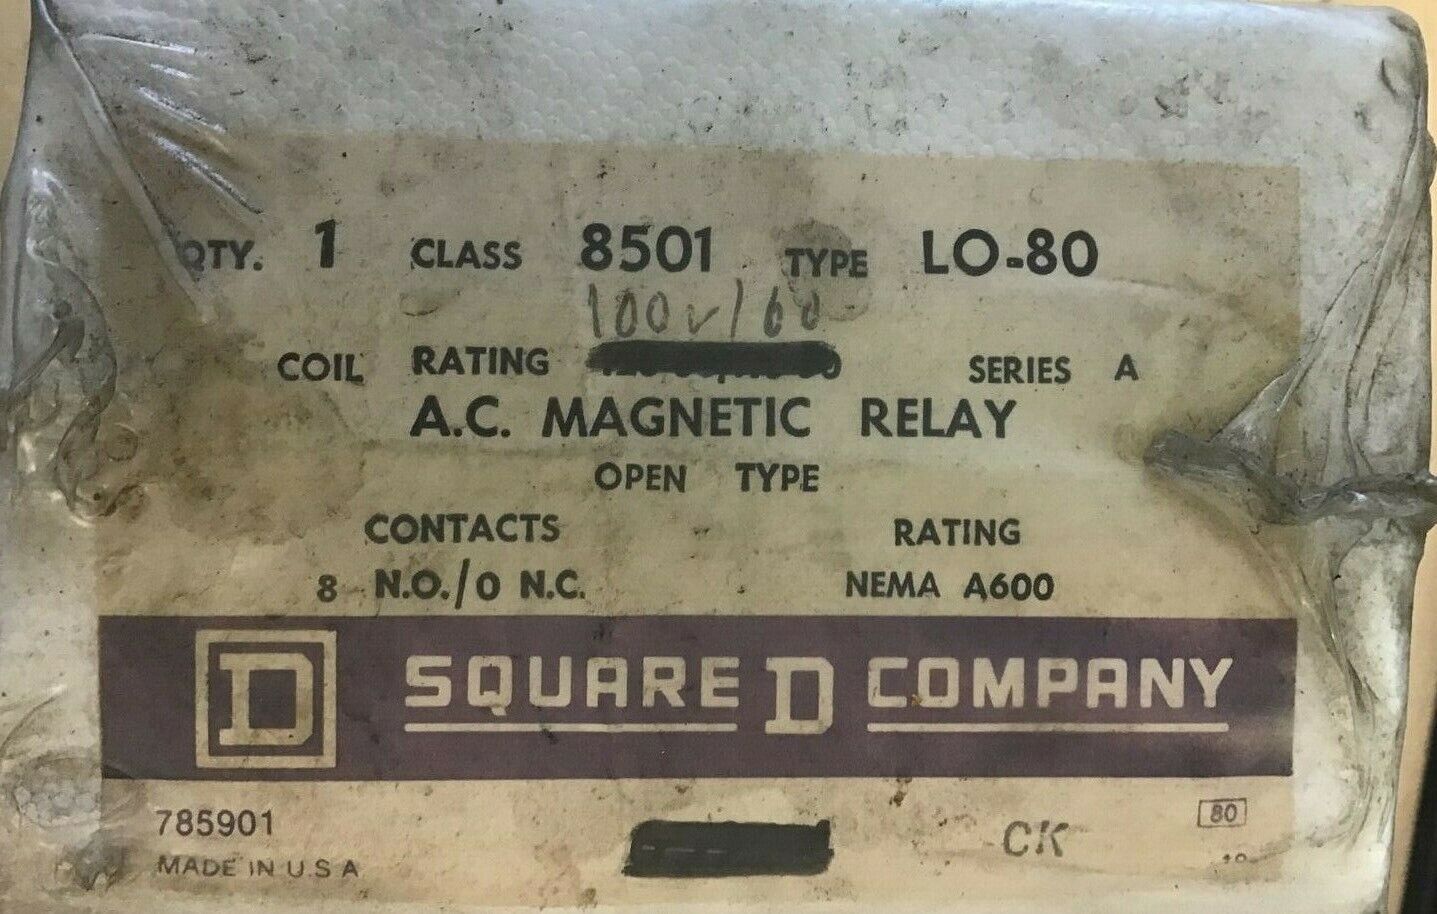 QTY. 1 CLASS 8501 TYPE LO-80
100v/60
COIL RATING SERIES A
A.C. MAGNETIC RELAY
OPEN TYPE
CONTACTS RATING
8 N.O./0 N.C. NEMA A600
D SQUARE D COMPANY
785901 CK 80
MADE IN U.S A